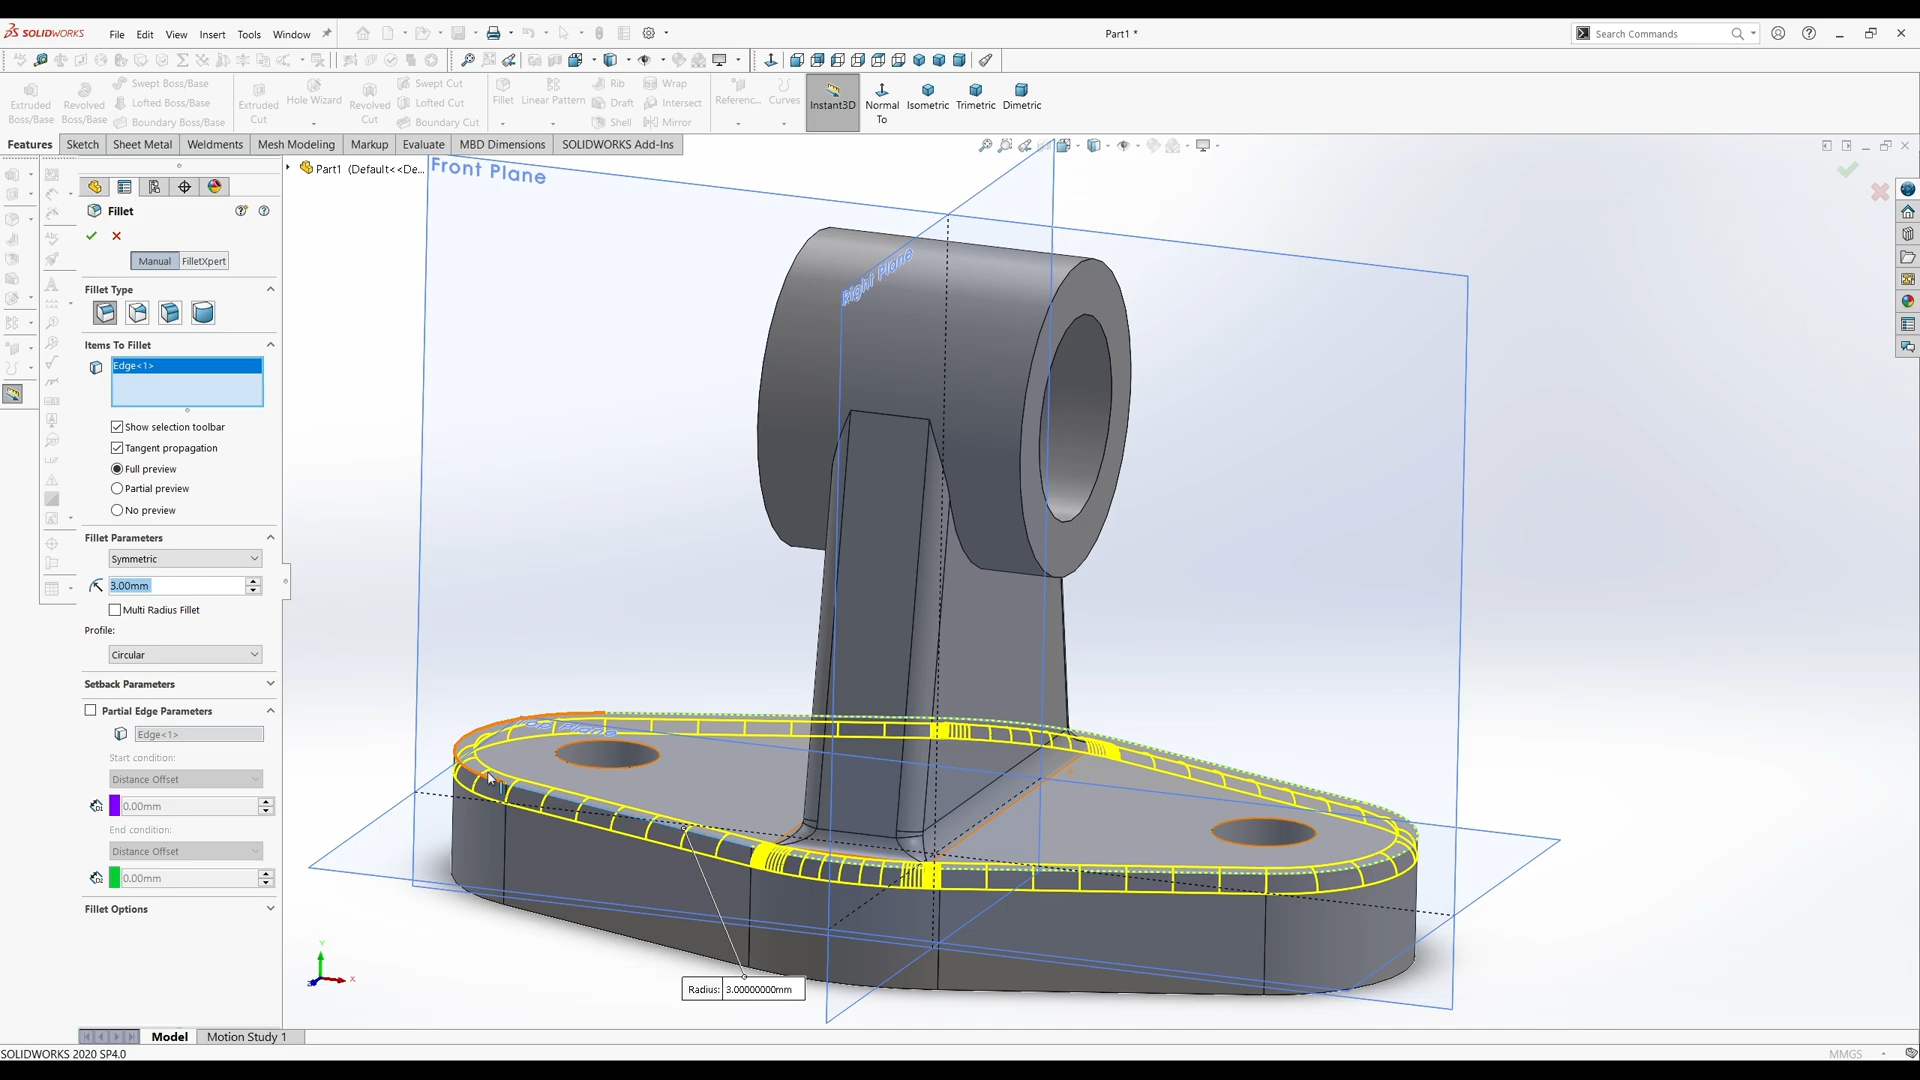 SOLIDWORKS File Edit View Insert Tools Window Part1 * Search Commands
Extruded Boss/Base
Revolved Boss/Base
Swept Boss/Base
Lofted Boss/Base
Boundary Boss/Base
Extruded Cut
Hole Wizard
Revolved Cut
Swept Cut
Lofted Cut
Boundary Cut
Fillet
Linear Pattern
Rib
Draft
Shell
Wrap
Intersect
Mirror
Referenc...
Curves
Instant3D
Normal To
Isometric
Trimetric
Dimetric
Features Sketch Sheet Metal Weldments Mesh Modeling Markup Evaluate MBD Dimensions SOLIDWORKS Add-Ins
Part1 (Default<<De...
Front Plane
Right Plane
Top Plane
Fillet
Manual FilletXpert
Fillet Type
Items To Fillet
Edge<1>
Show selection toolbar
Tangent propagation
Full preview
Partial preview
No preview
Fillet Parameters
Symmetric
3.00mm
Multi Radius Fillet
Profile:
Circular
Setback Parameters
Partial Edge Parameters
Edge<1>
Start condition:
Distance Offset
0.00mm
End condition:
Distance Offset
0.00mm
Fillet Options
Y
X
Z
Radius: 3.00000000mm
Model Motion Study 1
SOLIDWORKS 2020 SP4.0
MMGS